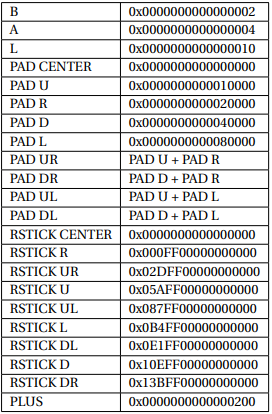 B 0x0000000000000002
A 0x0000000000000004
L 0x0000000000000010
PAD CENTER 0x0000000000000000
PAD U 0x0000000000010000
PAD R 0x0000000000020000
PAD D 0x0000000000040000
PAD L 0x0000000000080000
PAD UR PAD U + PAD R
PAD DR PAD D + PAD R
PAD UL PAD U + PAD L
PAD DL PAD D + PAD L
RSTICK CENTER 0x0000000000000000
RSTICK R 0x000FF00000000000
RSTICK UR 0x02DFF00000000000
RSTICK U 0x05AFF00000000000
RSTICK UL 0x087FF00000000000
RSTICK L 0x0B4FF00000000000
RSTICK DL 0x0E1FF00000000000
RSTICK D 0x10EFF00000000000
RSTICK DR 0x13BFF00000000000
PLUS 0x0000000000000200